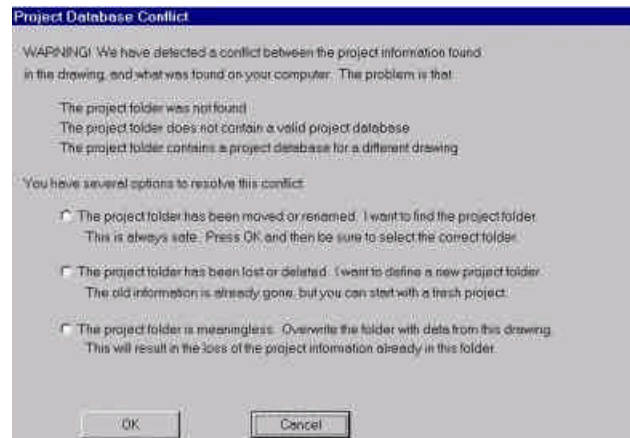 Project Database Conflict
WARNING! We have detected a conflict between the project information found
in the drawing, and what was found on your computer. The problem is that
The project folder was not found
The project folder does not contain a valid project database
The project folder contains a project database for a different drawing
You have several options to resolve this conflict
The project folder has been moved or renamed. I want to find the project folder.
This is always safe. Press OK and then be sure to select the correct folder.
The project folder has been lost or deleted. I want to define a new project folder.
The old information is already gone, but you can start with a fresh project.
The project folder is meaningless. Overwrite the folder with data from this drawing.
This will result in the loss of the project information already in this folder.
OK Cancel